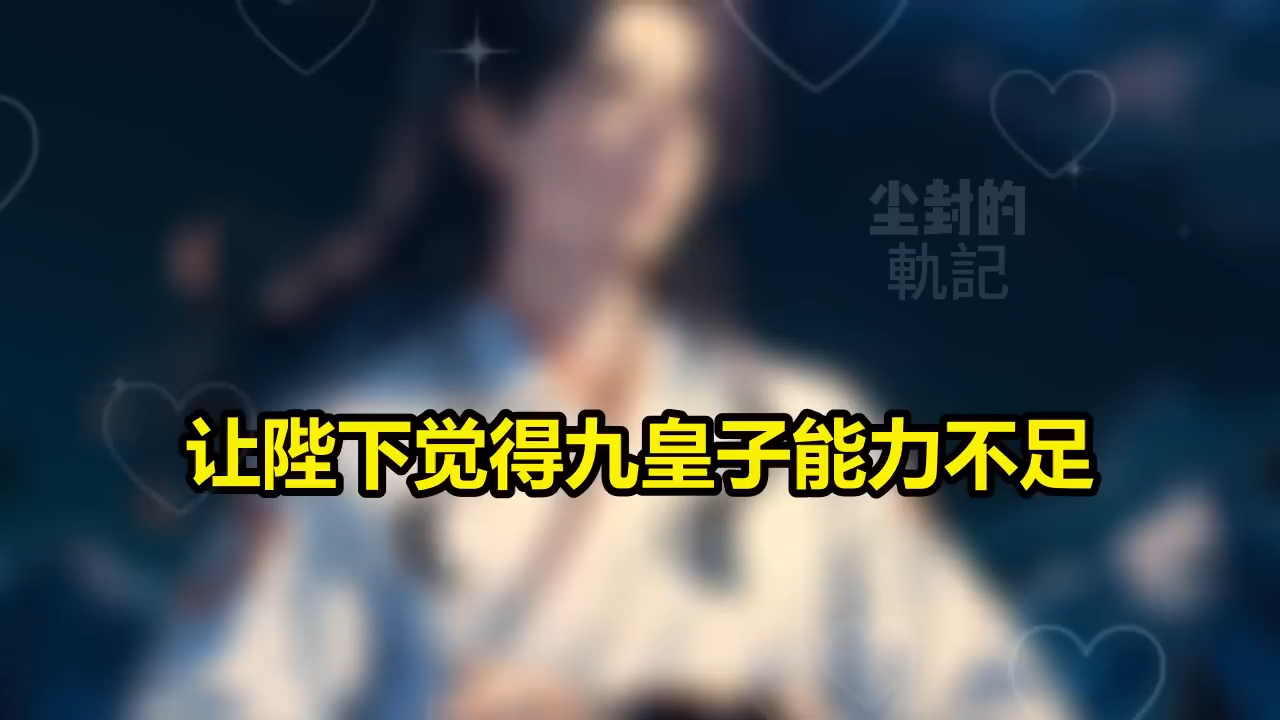 尘封的
軌記
让陛下觉得九皇子能力不足